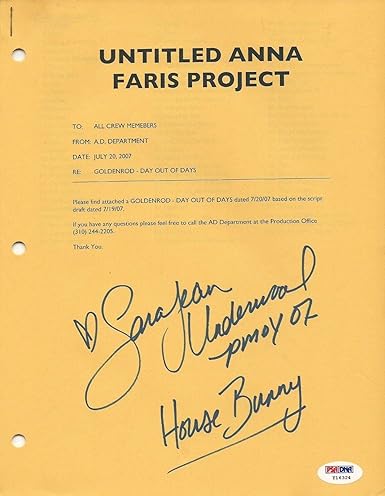 UNTITLED ANNA
FARIS PROJECT
TO: ALL CREW MEMEBERS
FROM: A.D. DEPARTMENT
DATE: JULY 20, 2007
RE: GOLDENROD - DAY OUT OF DAYS
Please find attached a GOLDENROD - DAY OUT OF DAYS dated 7/20/07 based on the script
draft dated 7/19/07.
If you have any questions please feel free to call the AD Department at the Production Office
(310) 244-2205.
Thank You.
Sara Jean
Underwood
pmoy 07
House Bunny
PSA DNA
T16324